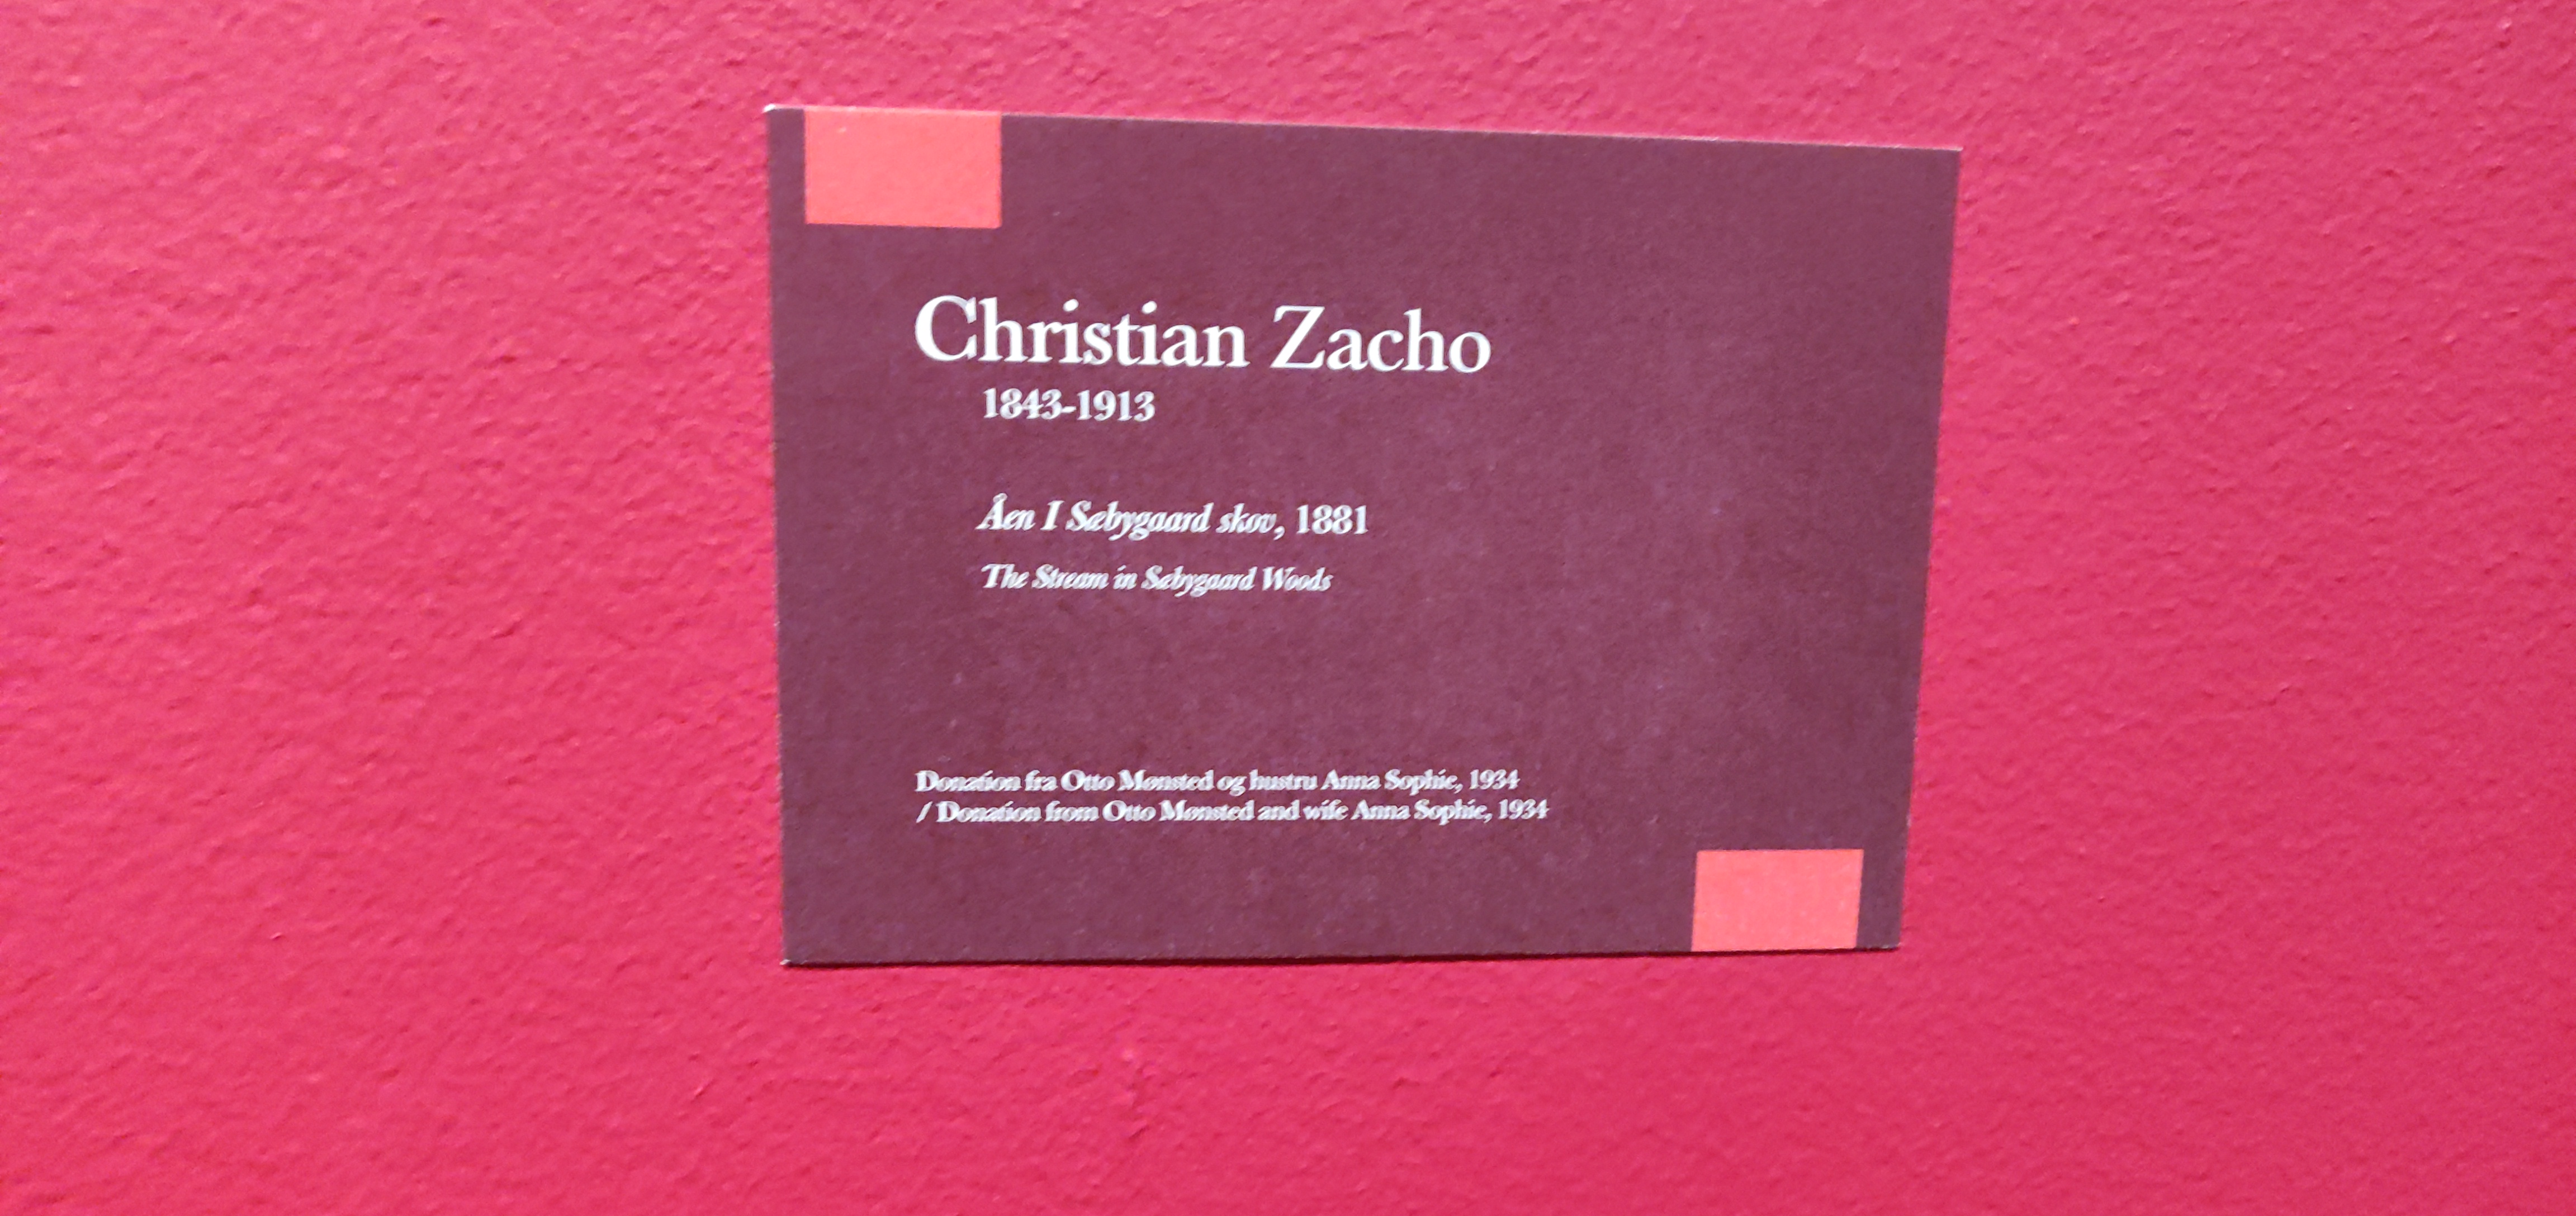 Christian Zacho
1843-1913
Åen I Sæbygaard skov, 1881
The Stream in Sæbygaard Woods
Donation fra Otto Mønsted og hustru Anna Sophie, 1934
/ Donation from Otto Mønsted and wife Anna Sophie, 1934